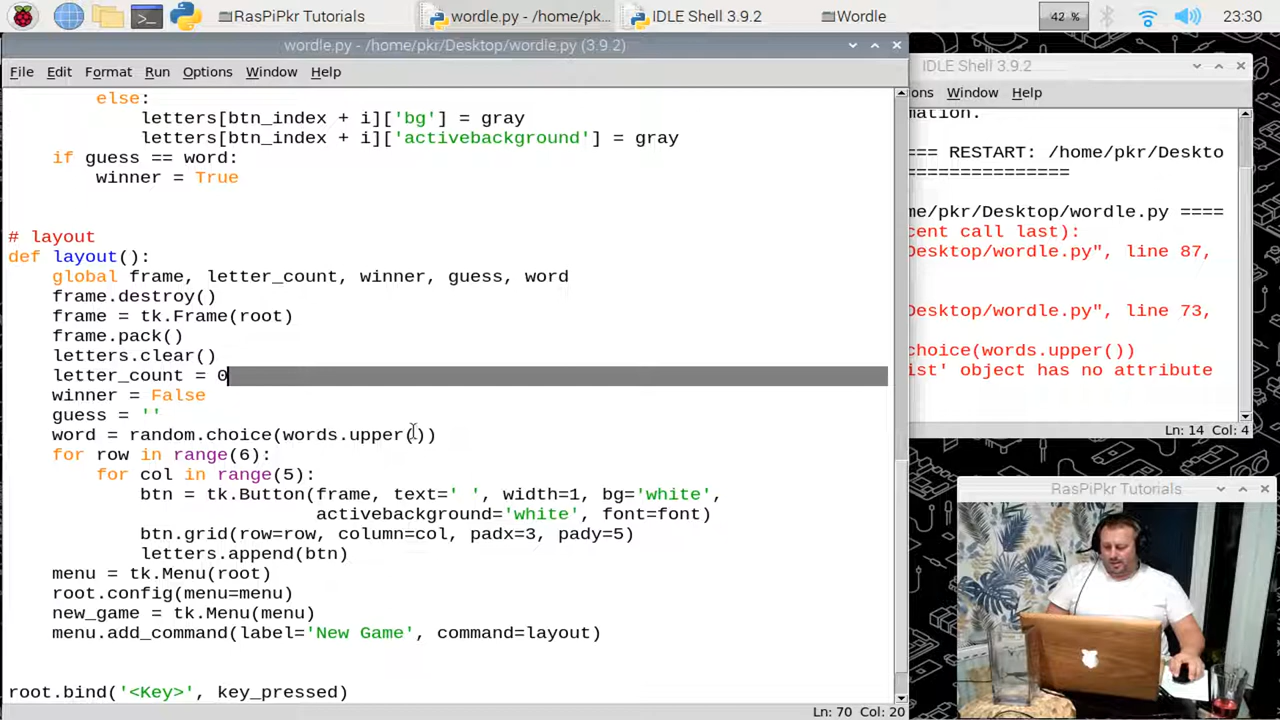 RasPiPkr Tutorials
wordle.py - /home/pk...
IDLE Shell 3.9.2
Wordle
42 %
23:30
wordle.py - /home/pkr/Desktop/wordle.py (3.9.2)
File Edit Format Run Options Window Help
else:
letters[btn_index + i]['bg'] = gray
letters[btn_index + i]['activebackground'] = gray
if guess == word:
winner = True
# layout
def layout():
global frame, letter_count, winner, guess, word
frame.destroy()
frame = tk.Frame(root)
frame.pack()
letters.clear()
letter_count = 0
winner = False
guess = ''
word = random.choice(words.upper())
for row in range(6):
for col in range(5):
btn = tk.Button(frame, text=' ', width=1, bg='white',
activebackground='white', font=font)
btn.grid(row=row, column=col, padx=3, pady=5)
letters.append(btn)
menu = tk.Menu(root)
root.config(menu=menu)
new_game = tk.Menu(menu)
menu.add_command(label='New Game', command=layout)
root.bind('<Key>', key_pressed)
Ln: 70 Col: 20
IDLE Shell 3.9.2
ons Window Help
mation.
=== RESTART: /home/pkr/Deskto
===============
me/pkr/Desktop/wordle.py ====
cent call last):
Desktop/wordle.py", line 87,
Desktop/wordle.py", line 73,
choice(words.upper())
ist' object has no attribute
Ln: 14 Col: 4
RasPiPkr Tutorials